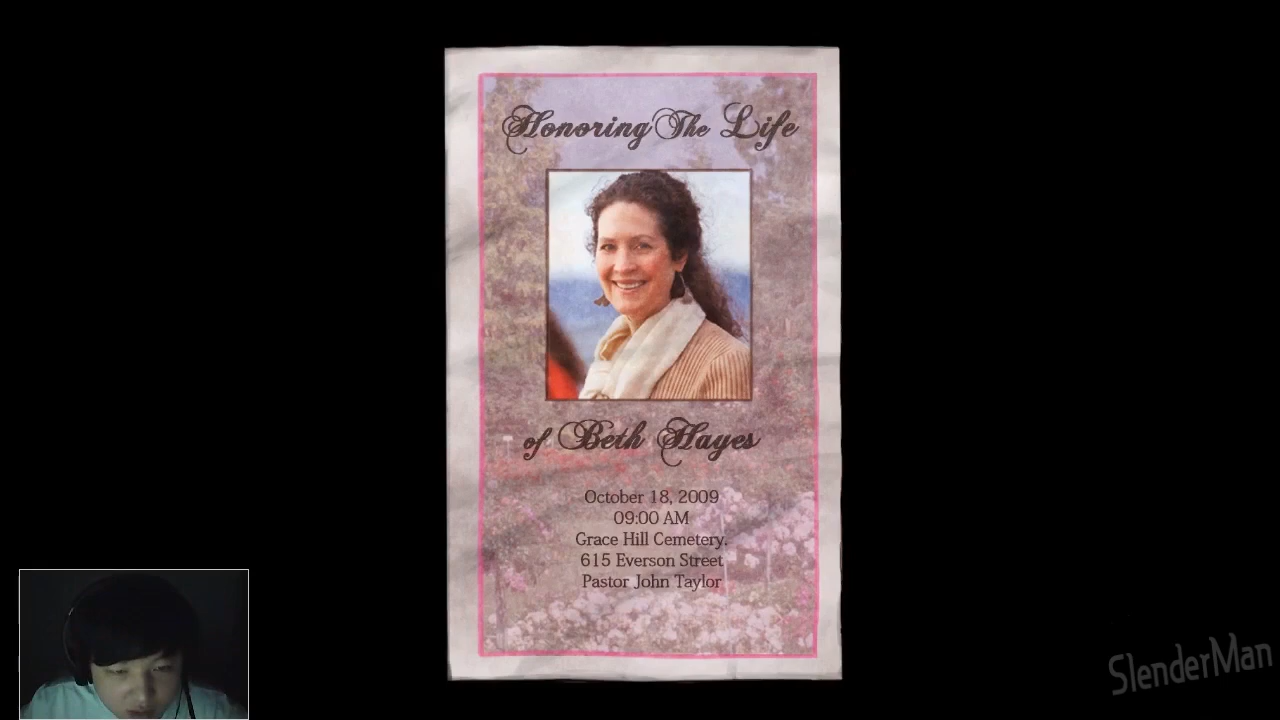 Honoring The Life
of Beth Hayes
October 18, 2009
09:00 AM
Grace Hill Cemetery,
615 Everson Street
Pastor John Taylor
SlenderMan